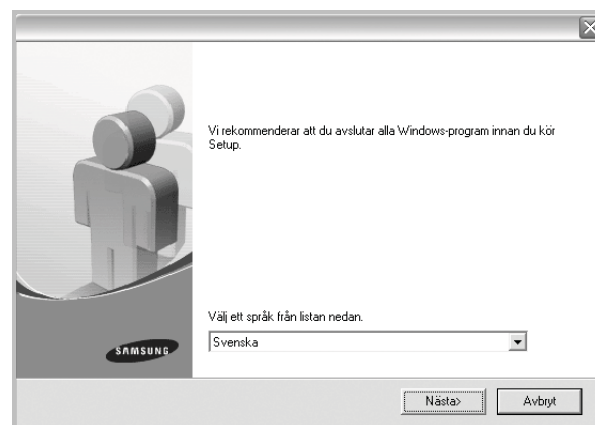 Vi rekommenderar att du avslutar alla Windows-program innan du kör
Setup.
Välj ett språk från listan nedan.
Svenska
SAMSUNG
Nästa>
Avbryt